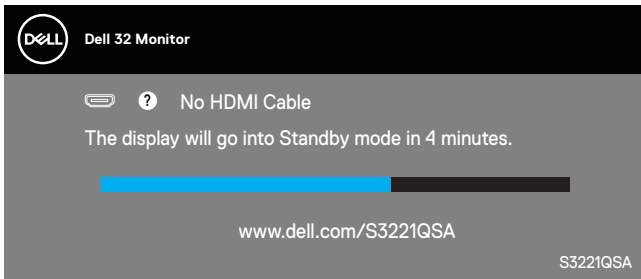 DELL
Dell 32 Monitor
? No HDMI Cable
The display will go into Standby mode in 4 minutes.
www.dell.com/S3221QSA
S3221QSA